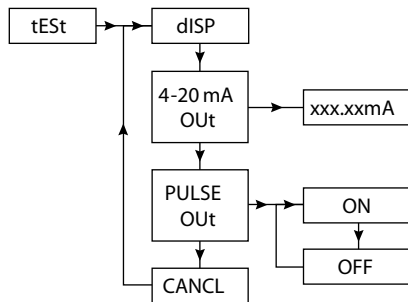 tESt
dISP
4-20 mA
OUt
xxx.xxmA
PULSE
OUt
ON
OFF
CANCL